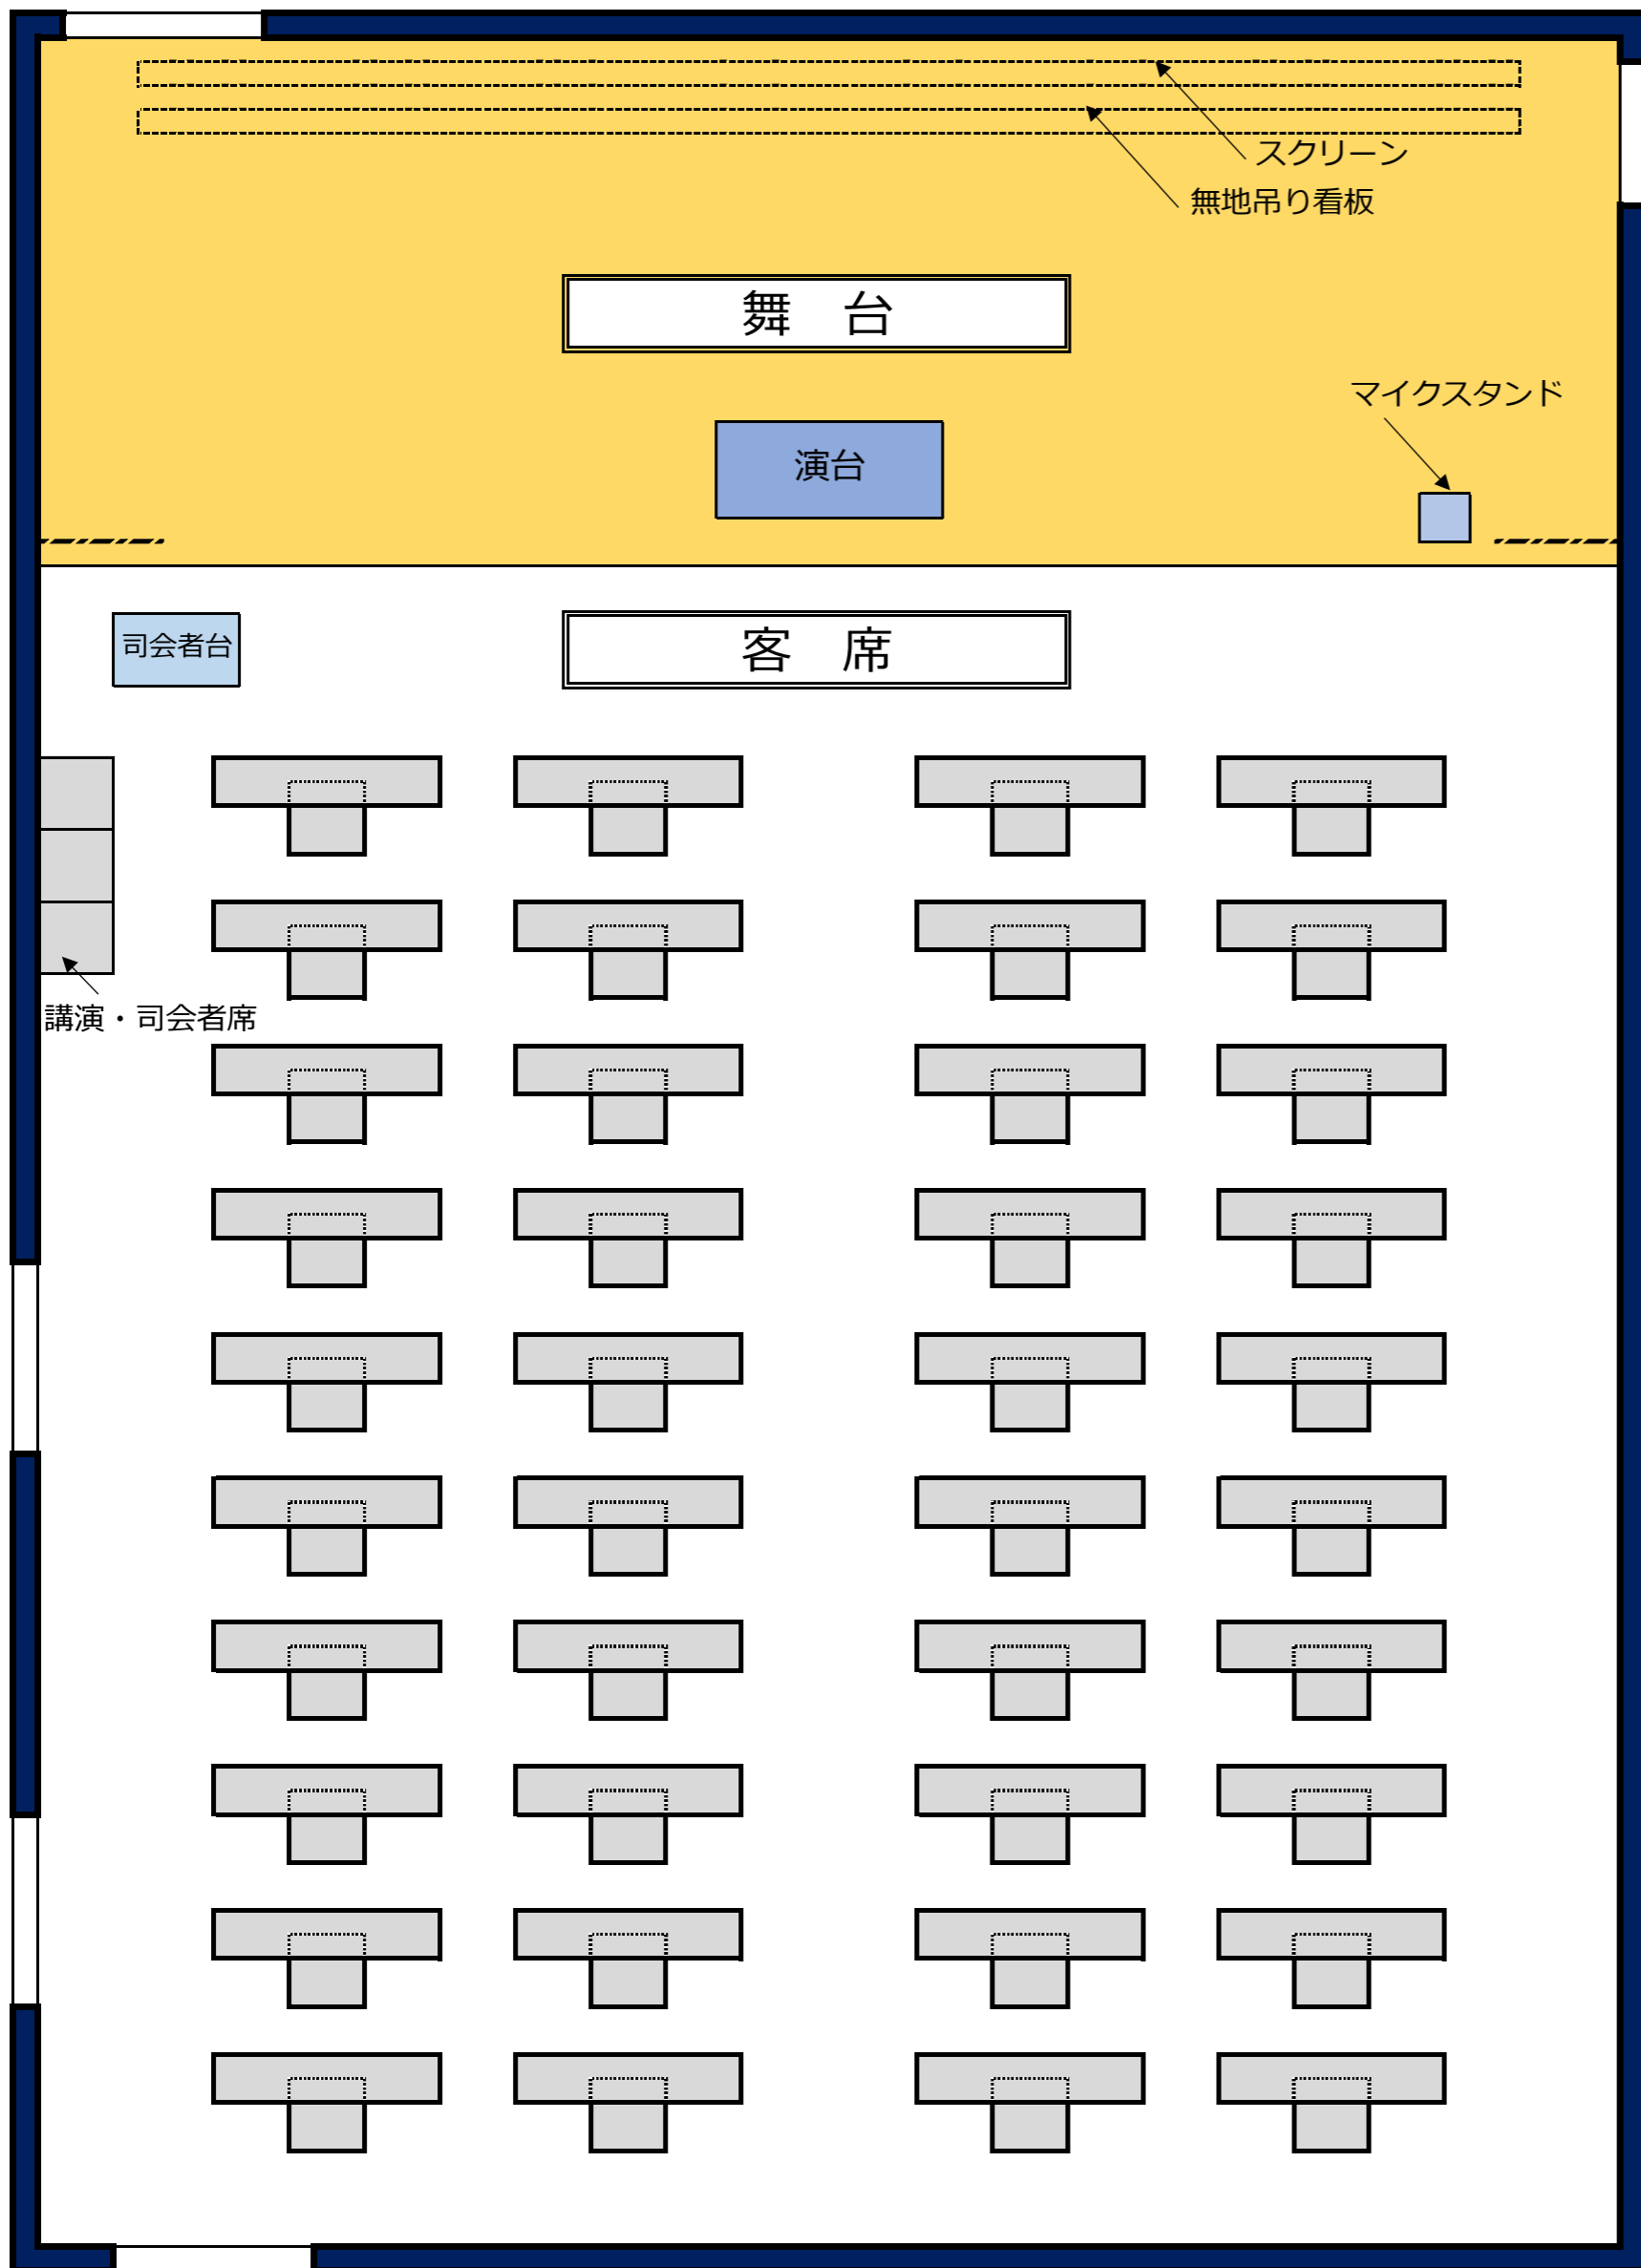 スクリーン
無地吊り看板
舞　台
マイクスタンド
演台
司会者台
客　席
講演・司会者席